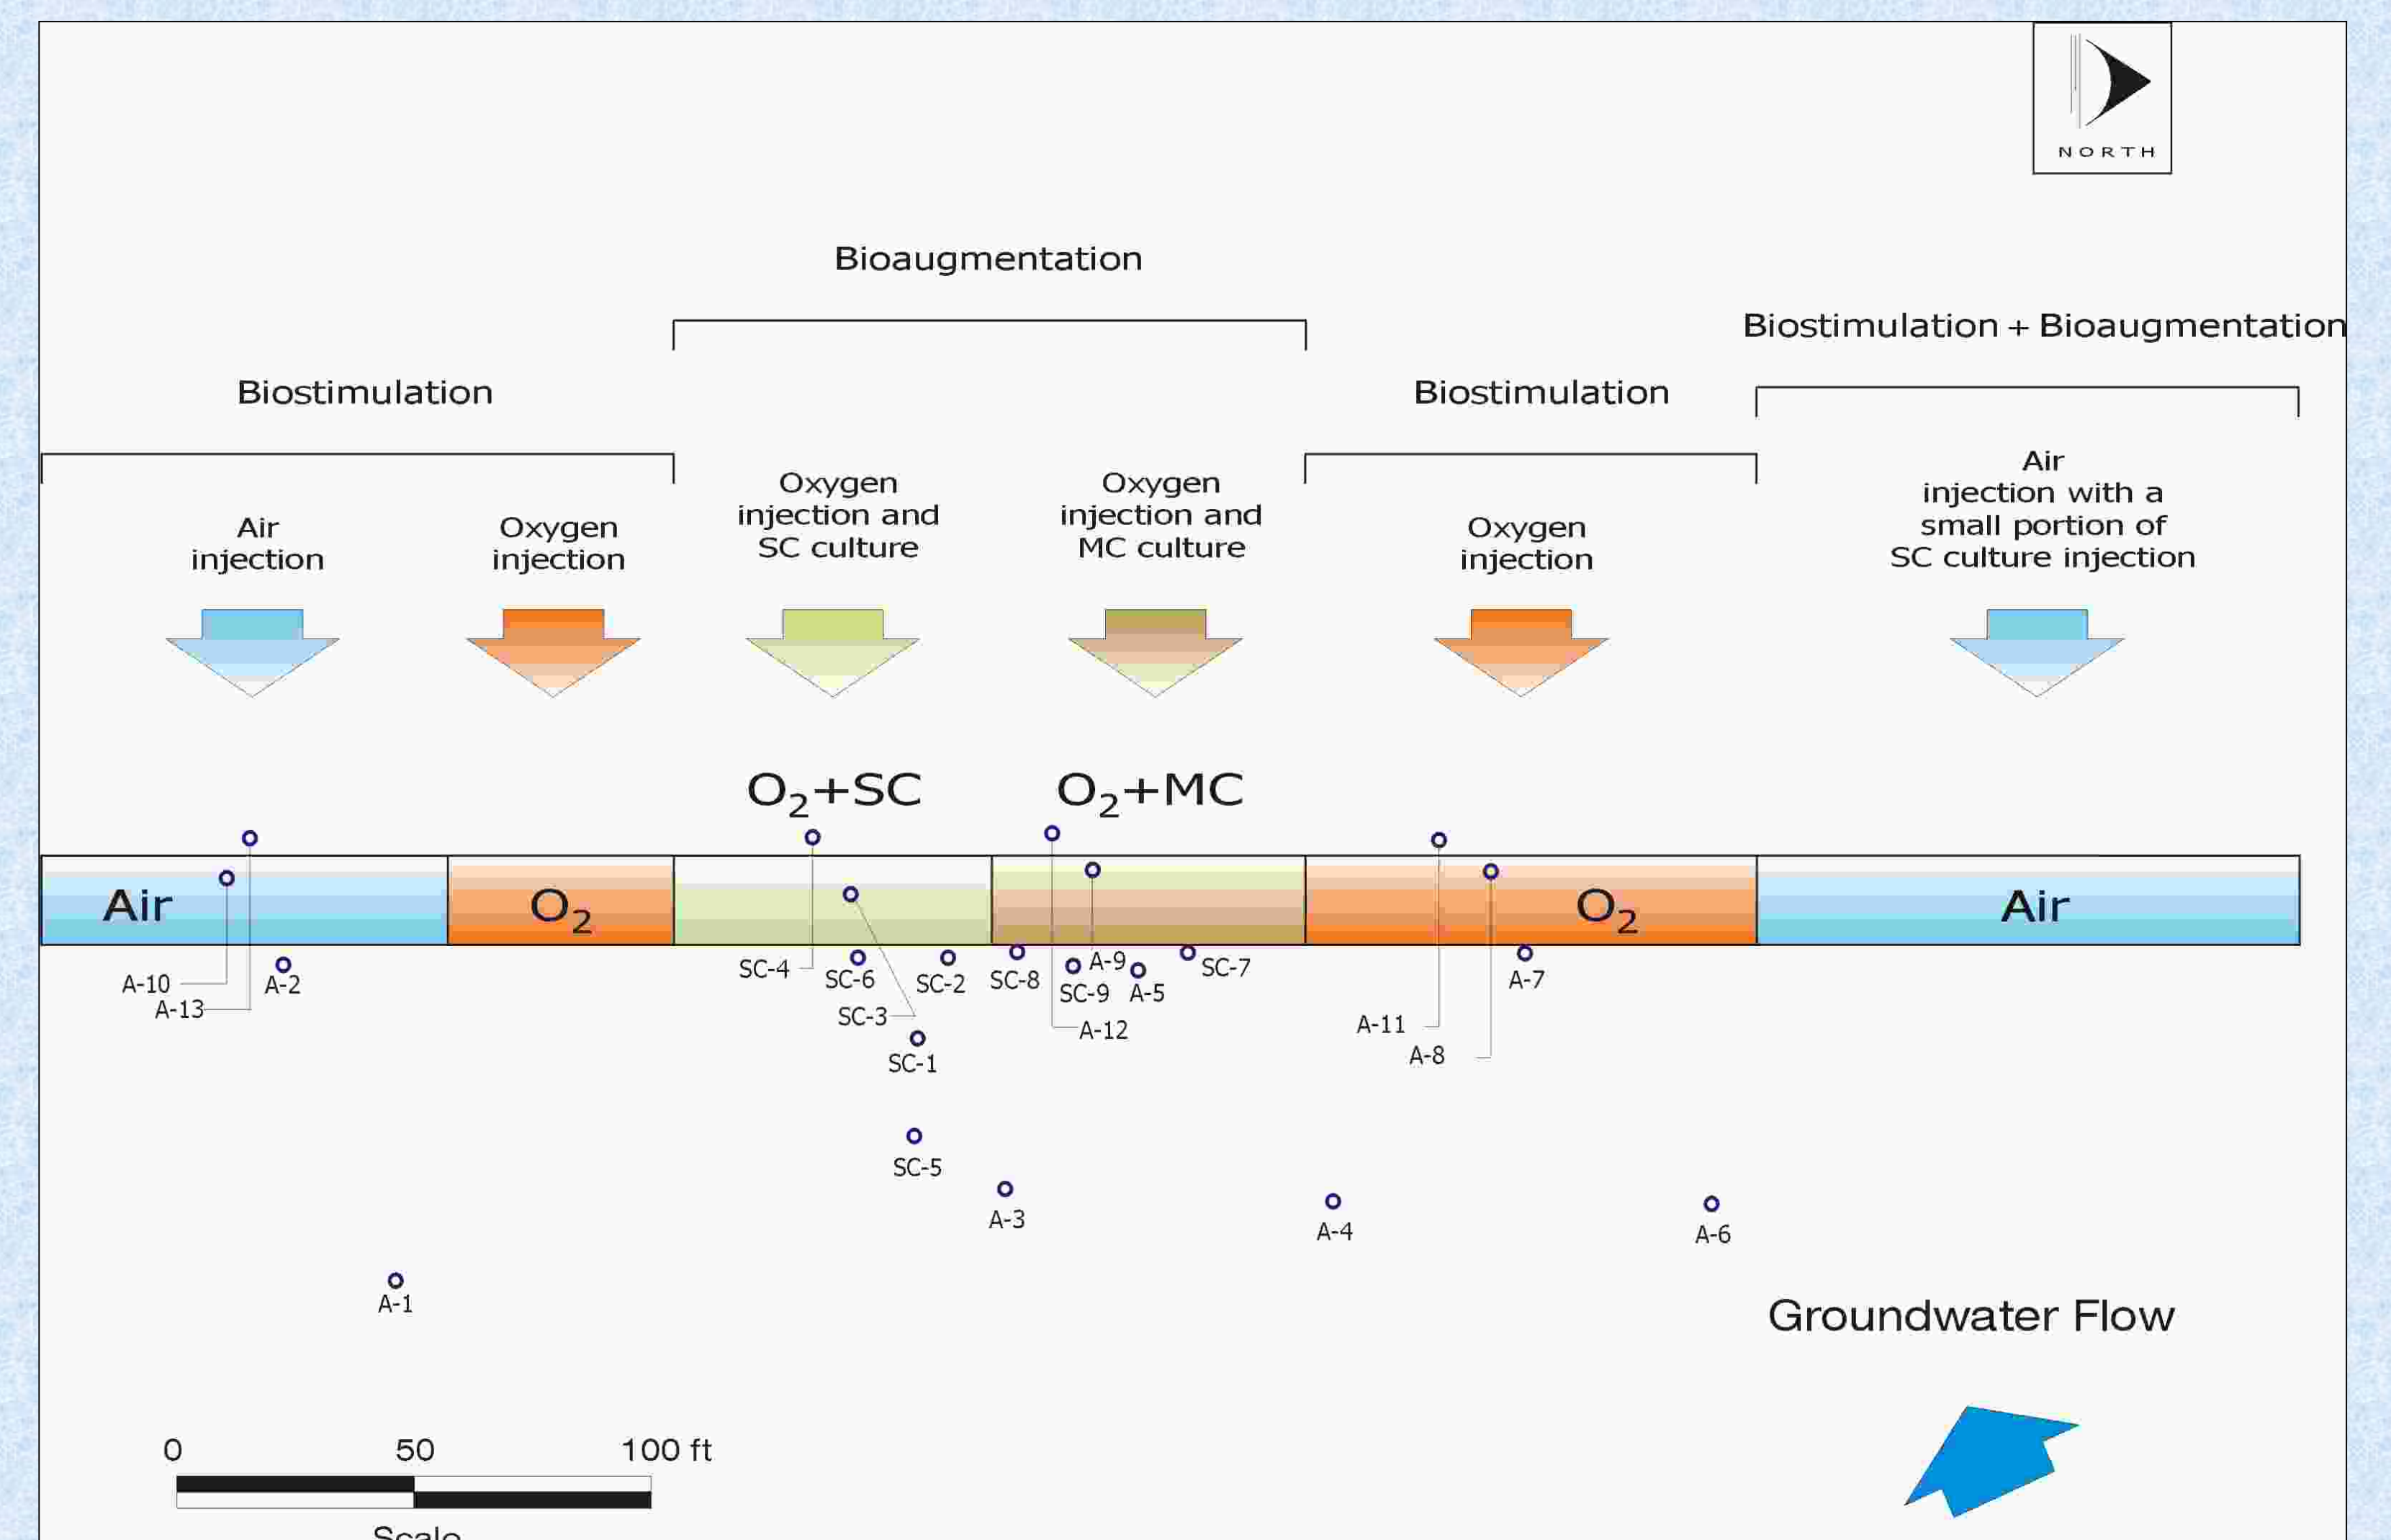 NORTH
Bioaugmentation
Biostimulation + Bioaugmentation
Biostimulation
Biostimulation
Air
injection
Oxygen
injection
Oxygen
injection and
SC culture
Oxygen
injection and
MC culture
Oxygen
injection
Air
injection with a
small portion of
SC culture injection
O2+SC
O2+MC
Air
O2
O2
Air
A-10
A-13
A-2
SC-4
SC-6
SC-2
SC-3
SC-1
SC-8
SC-9
A-9
A-5
SC-7
A-12
A-11
A-8
A-7
SC-5
A-3
A-4
A-6
A-1
Groundwater Flow
0 50 100 ft
Scale